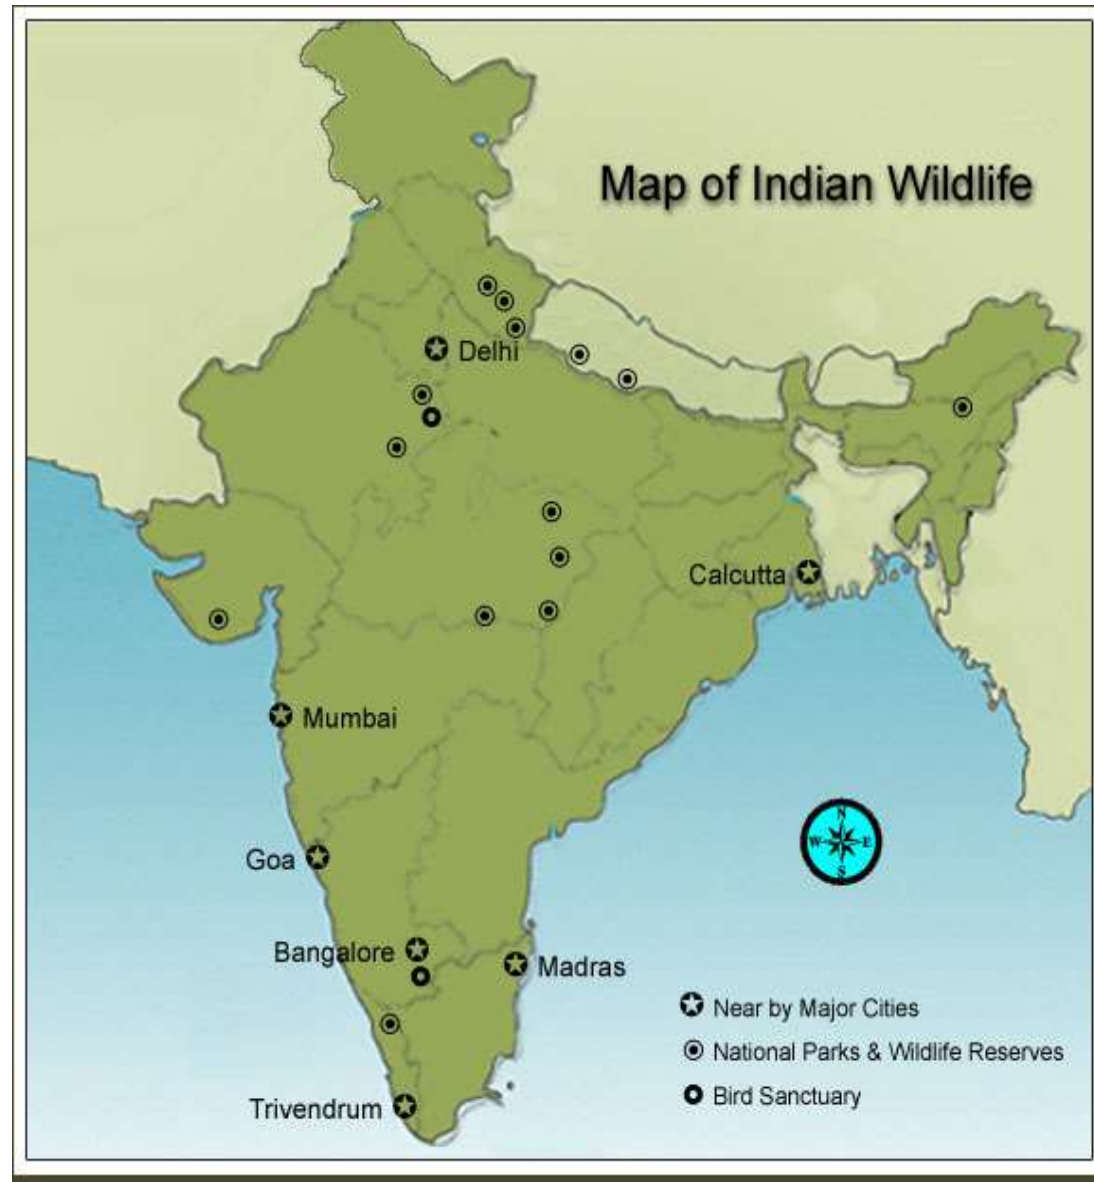 Map of Indian Wildlife
Delhi
Calcutta
Mumbai
Goa
Bangalore
Madras
Trivendrum
N
W E
S
Near by Major Cities
National Parks & Wildlife Reserves
Bird Sanctuary